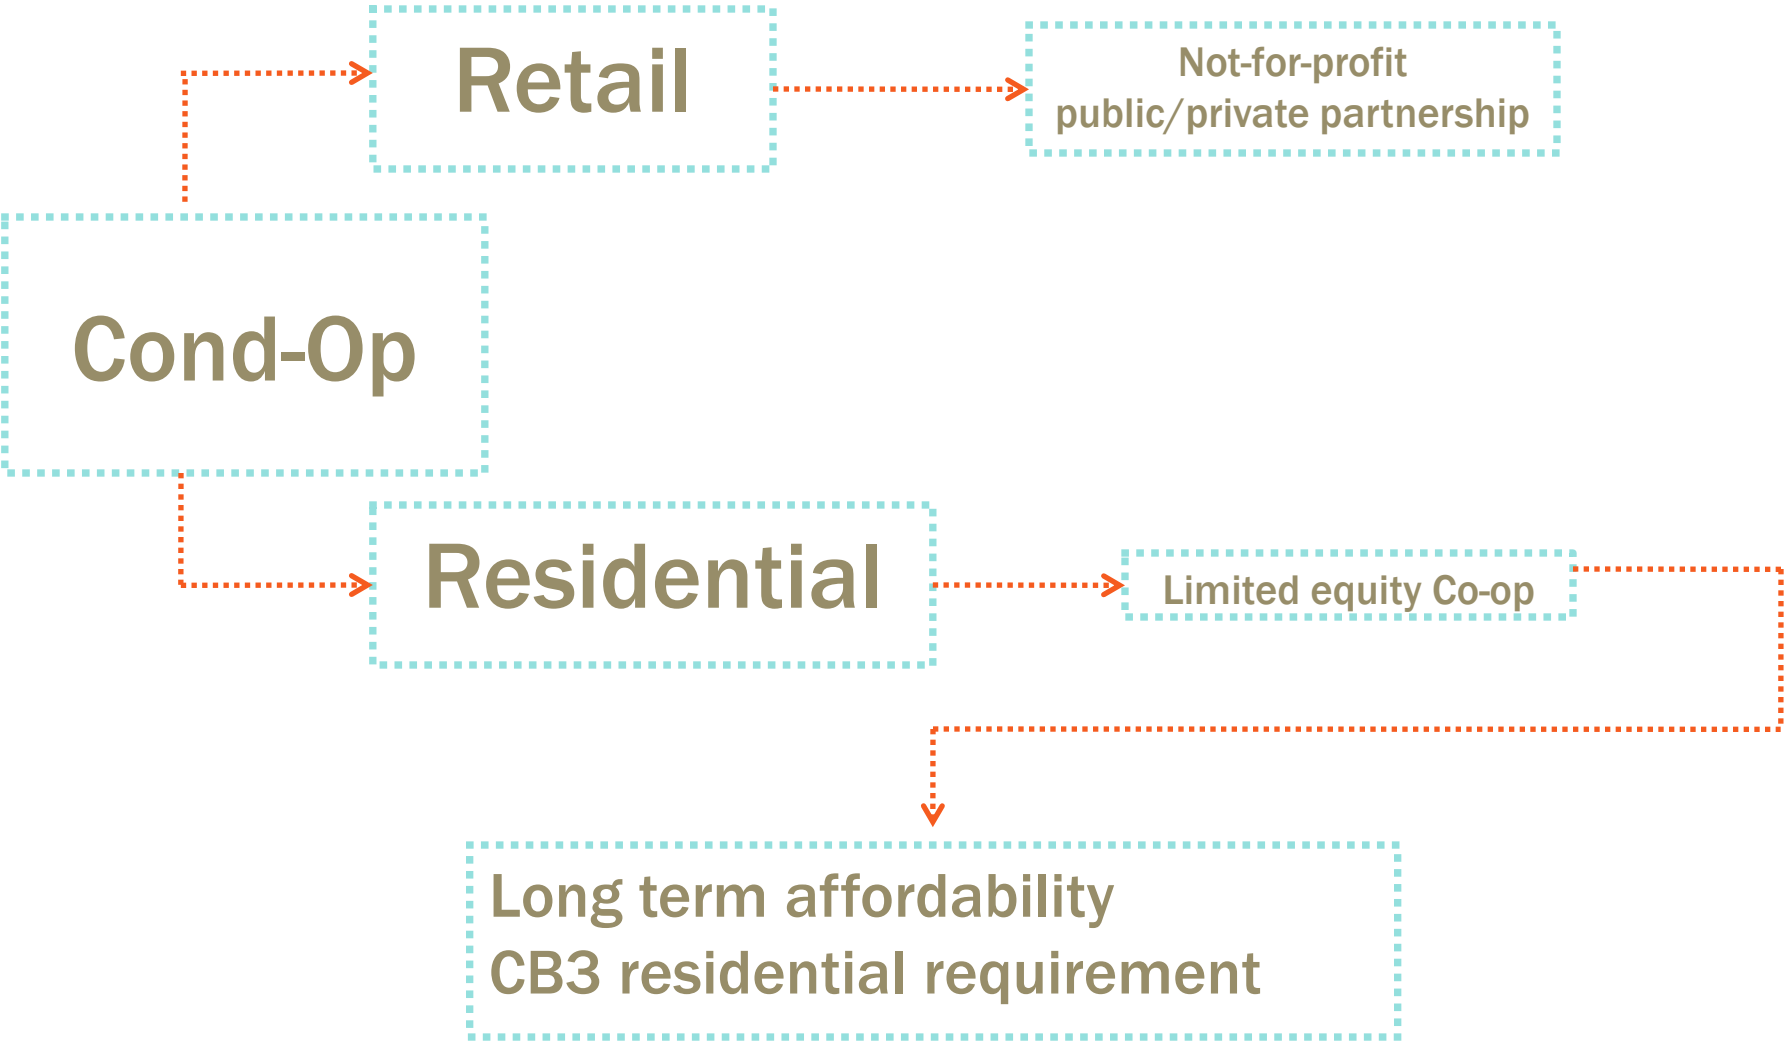 Retail
Not-for-profit
public/private partnership
Cond-Op
Residential
Limited equity Co-op
Long term affordability
CB3 residential requirement